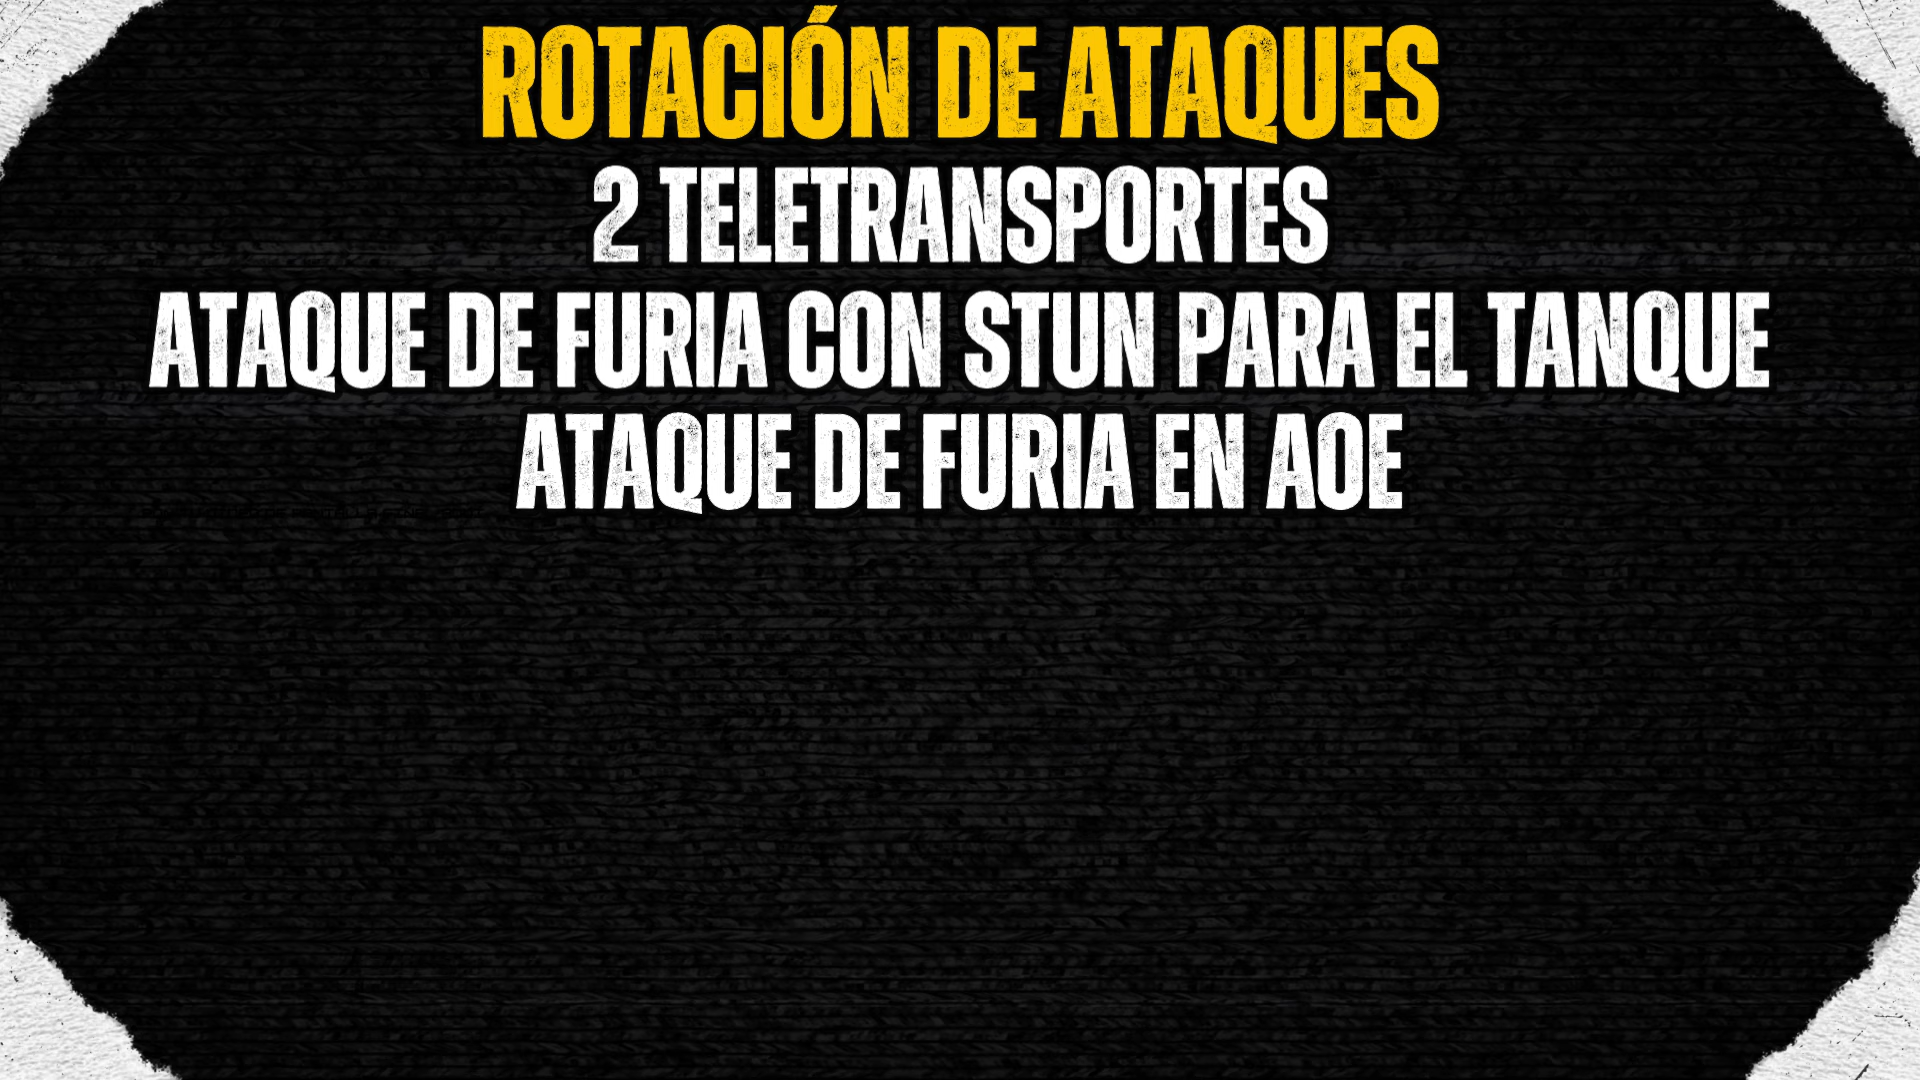 ROTACIÓN DE ATAQUES
2 TELETRANSPORTES
ATAQUE DE FURIA CON STUN PARA EL TANQUE
ATAQUE DE FURIA EN AOE